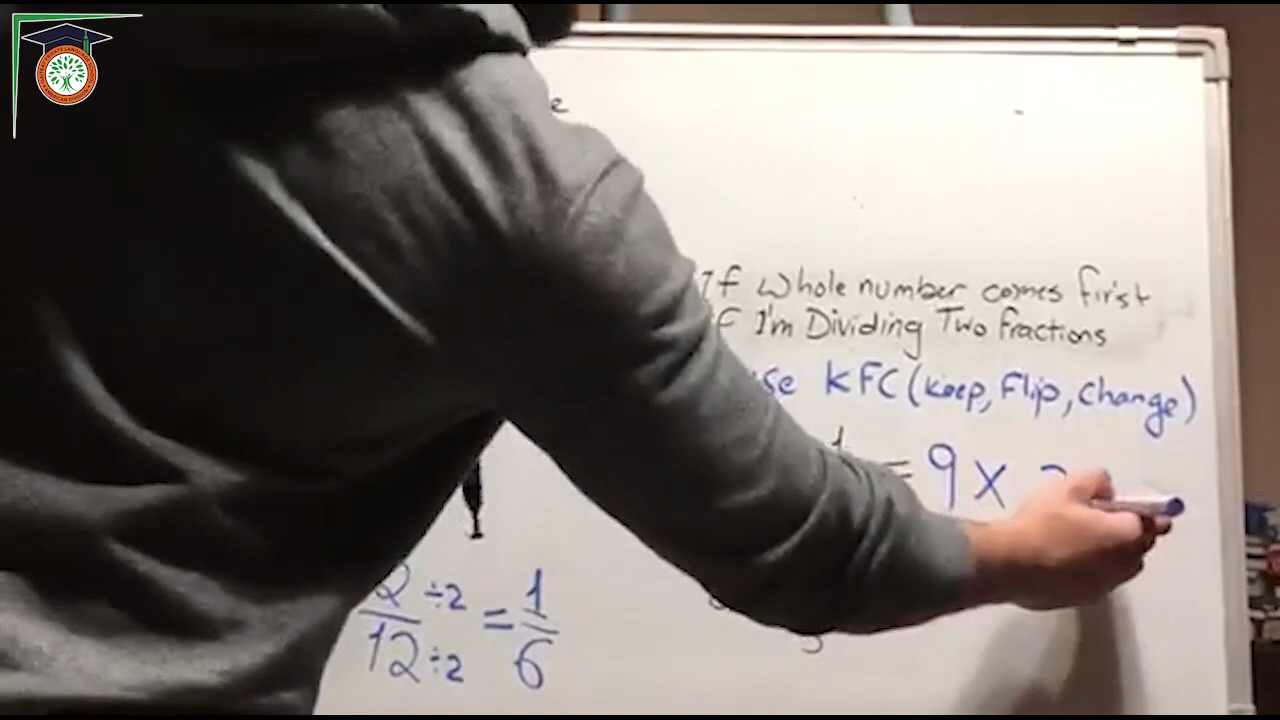 If Whole number comes first
I'm Dividing Two fractions
KFC (Keep, Flip, Change)
1
= 9 x
2 ÷2 = 1
12 ÷2 6